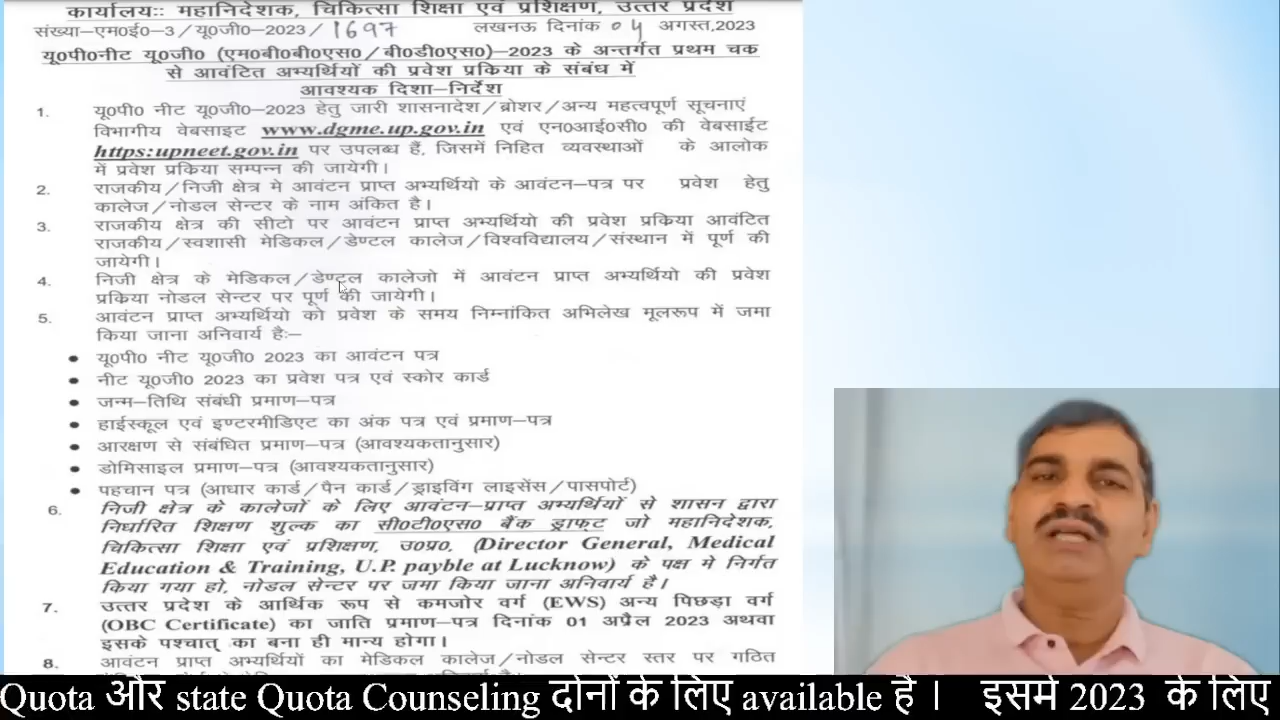 कार्यालयः महानिदेशक, चिकित्सा शिक्षा एवं प्रशिक्षण, उत्तर प्रदेश
संख्या–एम0ई0–3/यू0जी0–2023/1697 लखनऊ दिनांक 04 अगस्त,2023
यू0पी0नीट यू0जी0 (एम0बी0बी0एस0/बी0डी0एस0)–2023 के अन्तर्गत प्रथम चक
से आवंटित अभ्यर्थियों की प्रवेश प्रकिया के संबंध में
आवश्यक दिशा–निर्देश
1. यू0पी0 नीट यू0जी0–2023 हेतु जारी शासनादेश/ब्रोशर/अन्य महत्वपूर्ण सूचनाएं
विभागीय वेबसाइट www.dgme.up.gov.in एवं एन0आई0सी0 की वेबसाईट
https:upneet.gov.in पर उपलब्ध हैं, जिसमें निहित व्यवस्थाओं के आलोक
में प्रवेश प्रकिया सम्पन्न की जायेगी।
2. राजकीय/निजी क्षेत्र मे आवंटन प्राप्त अभ्यर्थियो के आवंटन–पत्र पर प्रवेश हेतु
कालेज/नोडल सेन्टर के नाम अंकित है।
3. राजकीय क्षेत्र की सीटो पर आवंटन प्राप्त अभ्यर्थियो की प्रवेश प्रकिया आवंटित
राजकीय/स्वशासी मेडिकल/डेण्टल कालेज/विश्वविद्यालय/संस्थान में पूर्ण की
जायेगी।
4. निजी क्षेत्र के मेडिकल/डेण्टल कालेजो में आवंटन प्राप्त अभ्यर्थियो की प्रवेश
प्रकिया नोडल सेन्टर पर पूर्ण की जायेगी।
5. आवंटन प्राप्त अभ्यर्थियो को प्रवेश के समय निम्नांकित अभिलेख मूलरूप में जमा
किया जाना अनिवार्य हैः–
• यू0पी0 नीट यू0जी0 2023 का आवंटन पत्र
• नीट यू0जी0 2023 का प्रवेश पत्र एवं स्कोर कार्ड
• जन्म–तिथि संबंधी प्रमाण–पत्र
• हाईस्कूल एवं इण्टरमीडिएट का अंक पत्र एवं प्रमाण–पत्र
• आरक्षण से संबंधित प्रमाण–पत्र (आवश्यकतानुसार)
• डोमिसाइल प्रमाण–पत्र (आवश्यकतानुसार)
• पहचान पत्र (आधार कार्ड/पैन कार्ड/ड्राइविंग लाइसेंस/पासपोर्ट)
6. निजी क्षेत्र के कालेजों के लिए आवंटन–प्राप्त अभ्यर्थियों से शासन द्वारा
निर्धारित शिक्षण शुल्क का सी0टी0एस0 बैंक ड्राफ्ट जो महानिदेशक,
चिकित्सा शिक्षा एवं प्रशिक्षण, उ0प्र0, (Director General, Medical
Education & Training, U.P. payble at Lucknow) के पक्ष मे निर्गत
किया गया हो, नोडल सेन्टर पर जमा किया जाना अनिवार्य है।
7. उत्तर प्रदेश के आर्थिक रूप से कमजोर वर्ग (EWS) अन्य पिछड़ा वर्ग
(OBC Certificate) का जाति प्रमाण–पत्र दिनांक 01 अप्रैल 2023 अथवा
इसके पश्चात् का बना ही मान्य होगा।
8. आवंटन प्राप्त अभ्यर्थियों का मेडिकल कालेज/नोडल सेन्टर स्तर पर गठित
Quota और state Quota Counseling दोनों के लिए available है। इसमें 2023 के लिए